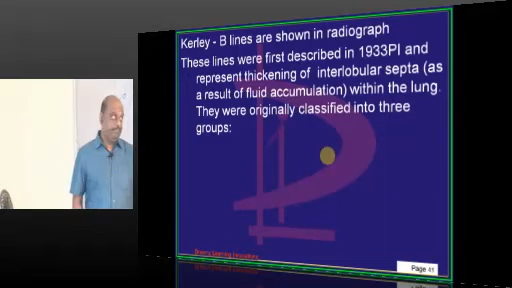 Kerley - B lines are shown in radiograph
These lines were first described in 1933PI and
represent thickening of interlobular septa (as
a result of fluid accumulation) within the lung.
They were originally classified into three
groups:
Page 41